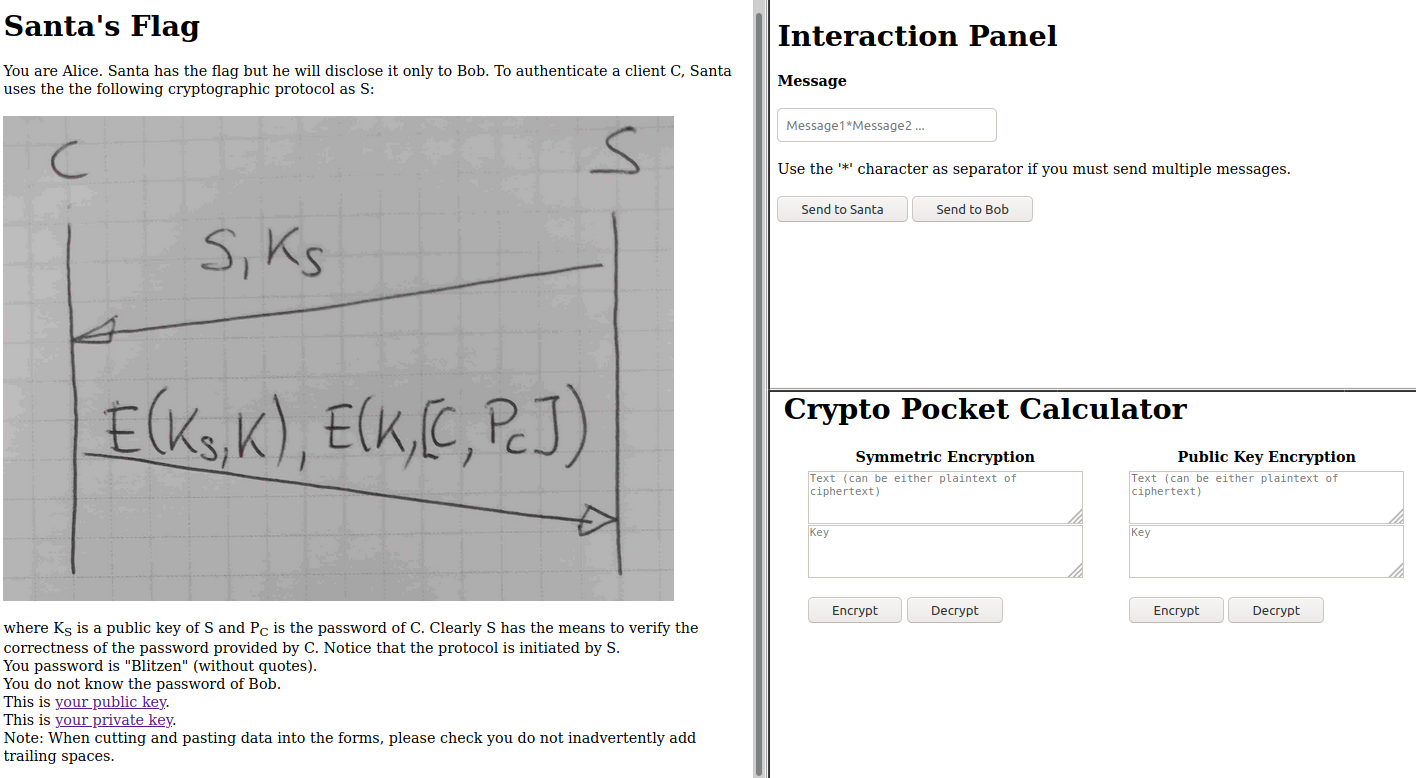 Santa's Flag
You are Alice. Santa has the flag but he will disclose it only to Bob. To authenticate a client C, Santa
uses the the following cryptographic protocol as S:
C
S
S, Ks
E(Ks, K), E(K,[C, Pc])
where KS is a public key of S and PC is the password of C. Clearly S has the means to verify the
correctness of the password provided by C. Notice that the protocol is initiated by S.
You password is "Blitzen" (without quotes).
You do not know the password of Bob.
This is your public key.
This is your private key.
Note: When cutting and pasting data into the forms, please check you do not inadvertently add
trailing spaces.
Interaction Panel
Message
Message1*Message2 ...
Use the '*' character as separator if you must send multiple messages.
Send to Santa Send to Bob
Crypto Pocket Calculator
Symmetric Encryption
Text (can be either plaintext of
ciphertext)
Key
Encrypt Decrypt
Public Key Encryption
Text (can be either plaintext of
ciphertext)
Key
Encrypt Decrypt